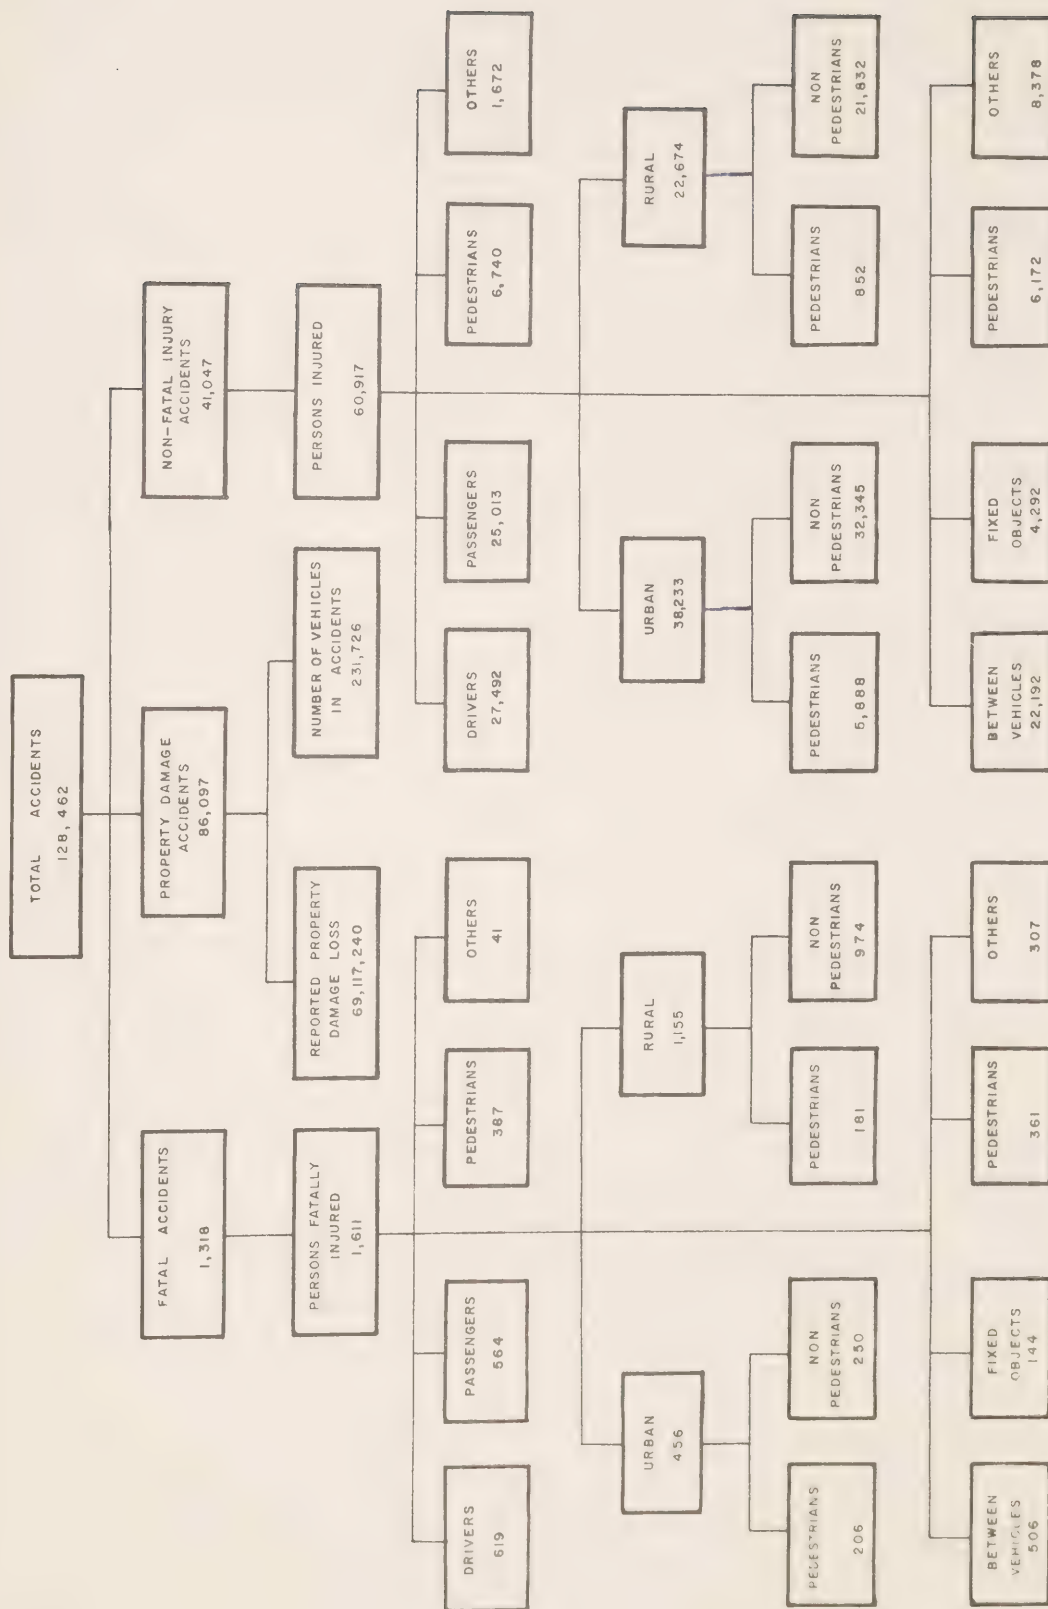 TOTAL ACCIDENTS
128,462
FATAL ACCIDENTS
1,318
PROPERTY DAMAGE
ACCIDENTS
86,097
NON-FATAL INJURY
ACCIDENTS
41,047
PERSONS FATALLY
INJURED
1,611
REPORTED PROPERTY
DAMAGE LOSS
69,117,240
NUMBER OF VEHICLES
IN ACCIDENTS
231,726
PERSONS INJURED
60,917
DRIVERS
619
PASSENGERS
564
PEDESTRIANS
387
OTHERS
41
DRIVERS
27,492
PASSENGERS
25,013
PEDESTRIANS
6,740
OTHERS
1,672
URBAN
456
RURAL
1,155
URBAN
38,233
RURAL
22,674
PEDESTRIANS
206
NON
PEDESTRIANS
250
PEDESTRIANS
181
NON
PEDESTRIANS
974
PEDESTRIANS
5,888
NON
PEDESTRIANS
32,345
PEDESTRIANS
852
NON
PEDESTRIANS
21,832
BETWEEN
VEHICLES
506
FIXED
OBJECTS
144
PEDESTRIANS
361
OTHERS
307
BETWEEN
VEHICLES
22,192
FIXED
OBJECTS
4,292
PEDESTRIANS
6,172
OTHERS
8,378